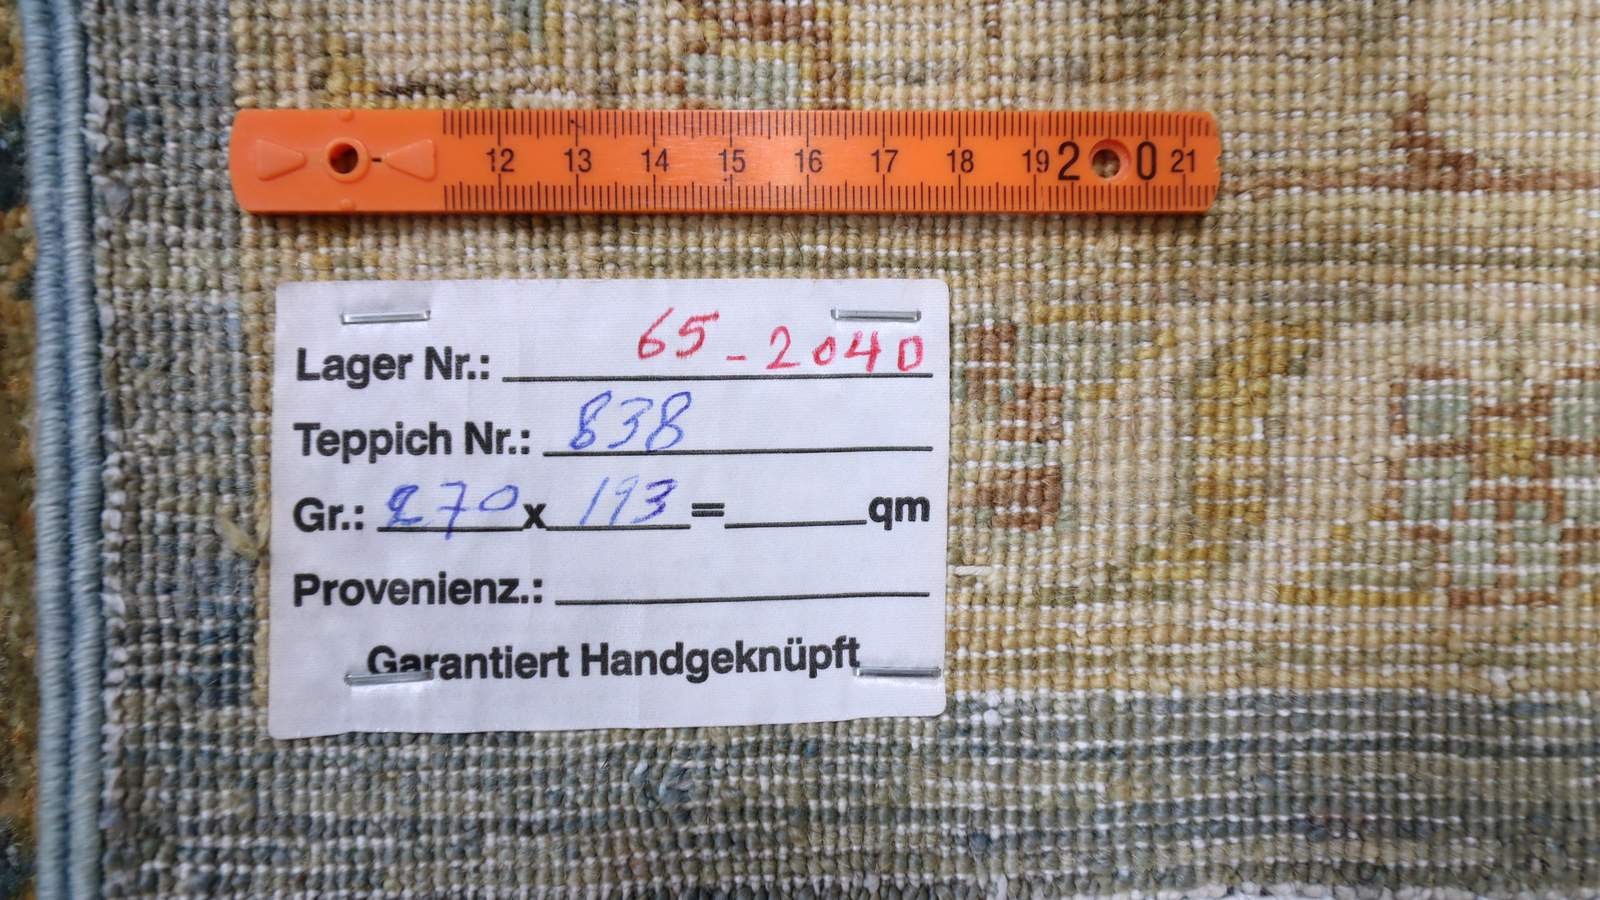 12 13 14 15 16 17 18 19 20 21
Lager Nr.: 65-2040
Teppich Nr.: 838
Gr.: 270 x 193 = qm
Provenienz.:
Garantiert Handgeknüpft